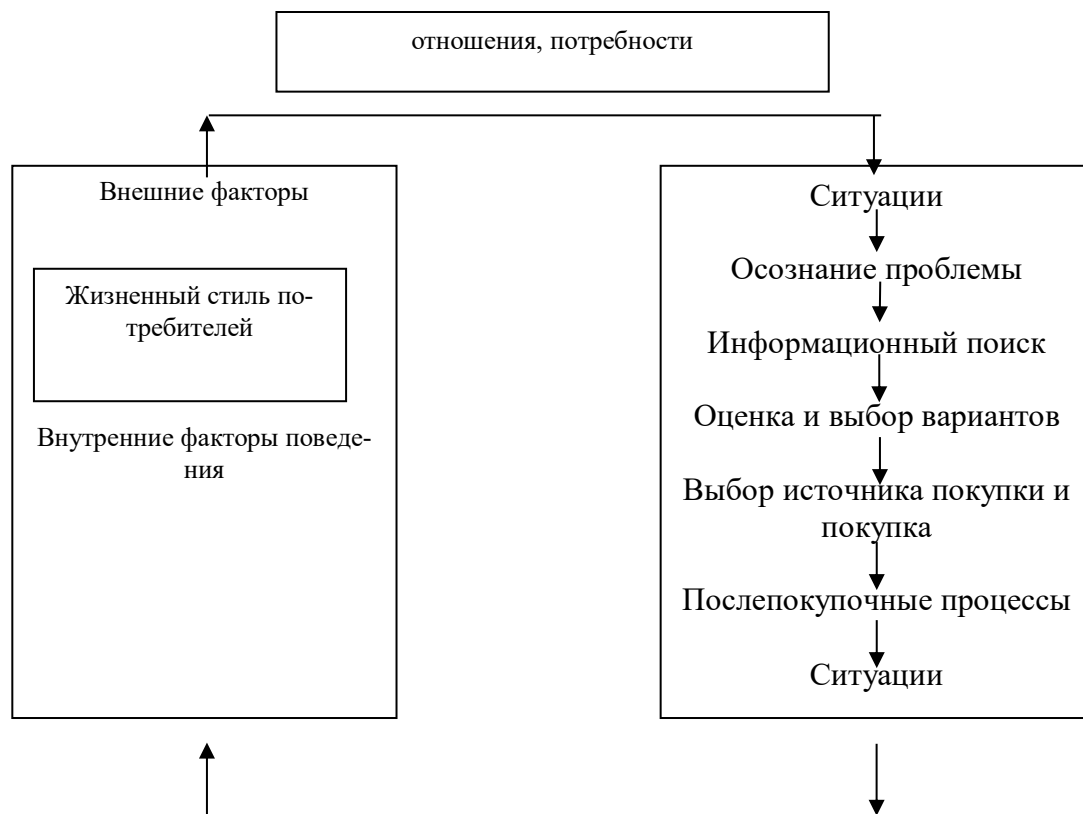 отношения, потребности
Внешние факторы
Жизненный стиль по-
требителей
Внутренние факторы поведе-
ния
Ситуации
Осознание проблемы
Информационный поиск
Оценка и выбор вариантов
Выбор источника покупки и
покупка
Послепокупочные процессы
Ситуации